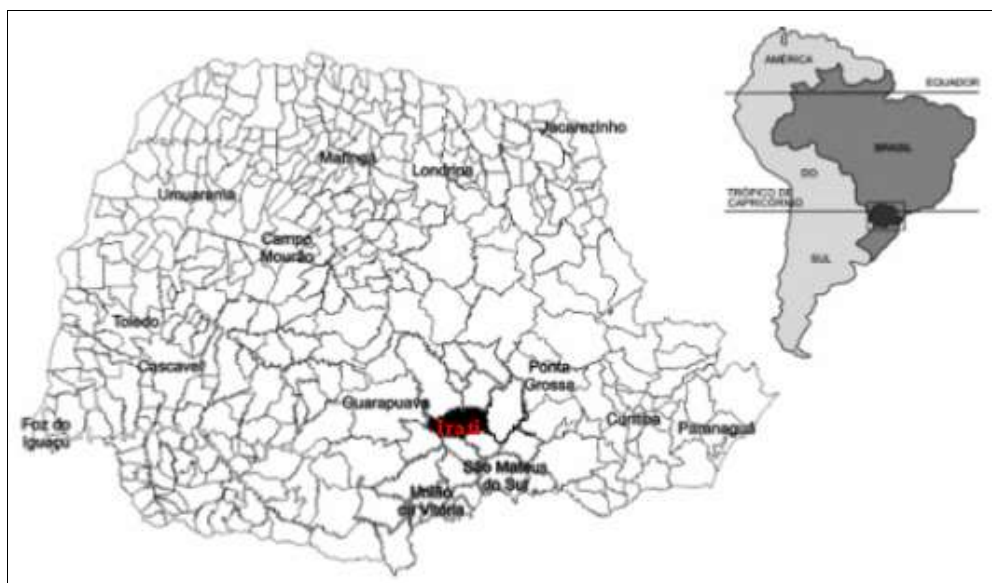 Jacarezinho
Maringá
Londrina
Umuarama
Campo
Mourão
Toledo
Cascavel
Ponta
Grossa
Guarapuava
Irati
Curitiba
Paranaguá
Foz do
Iguaçu
São Mateus
do Sul
União
da Vitória
AMÉRICA
EQUADOR
BRASIL
DO
TRÓPICO DE
CAPRICÓRNIO
SUL